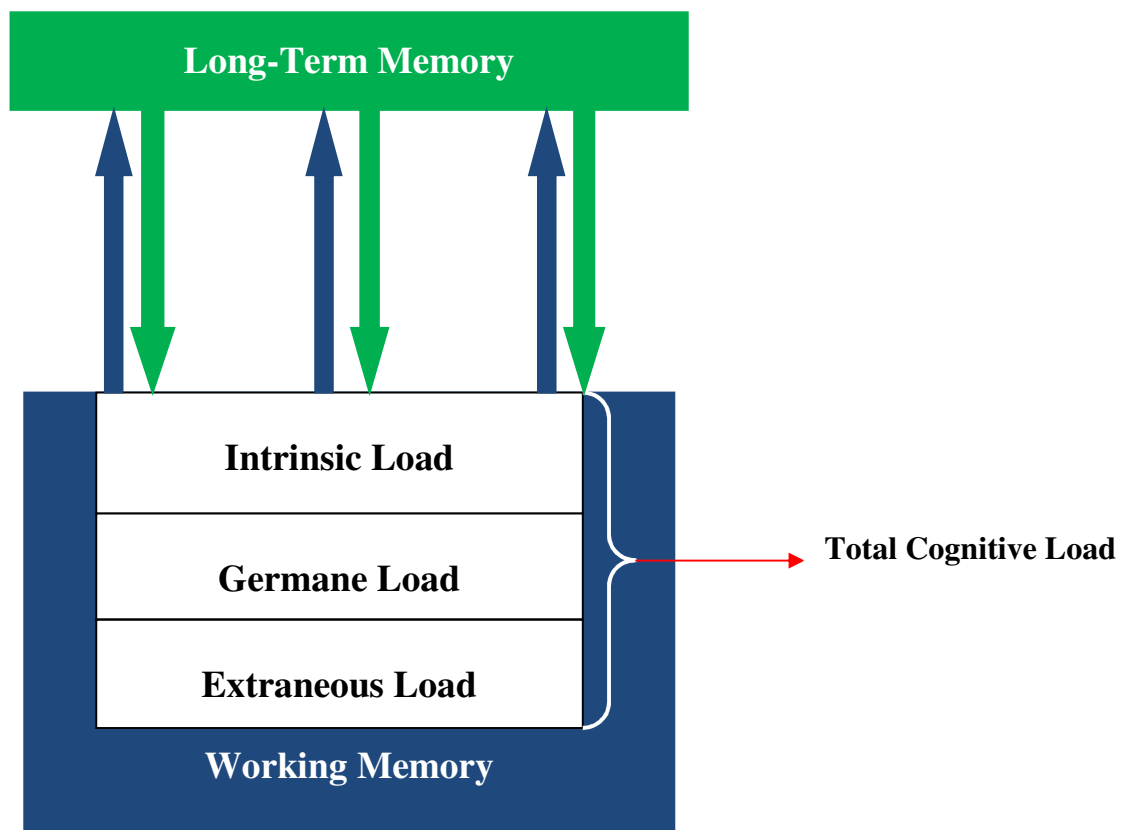 Long-Term Memory
Intrinsic Load
Germane Load
Extraneous Load
Total Cognitive Load
Working Memory